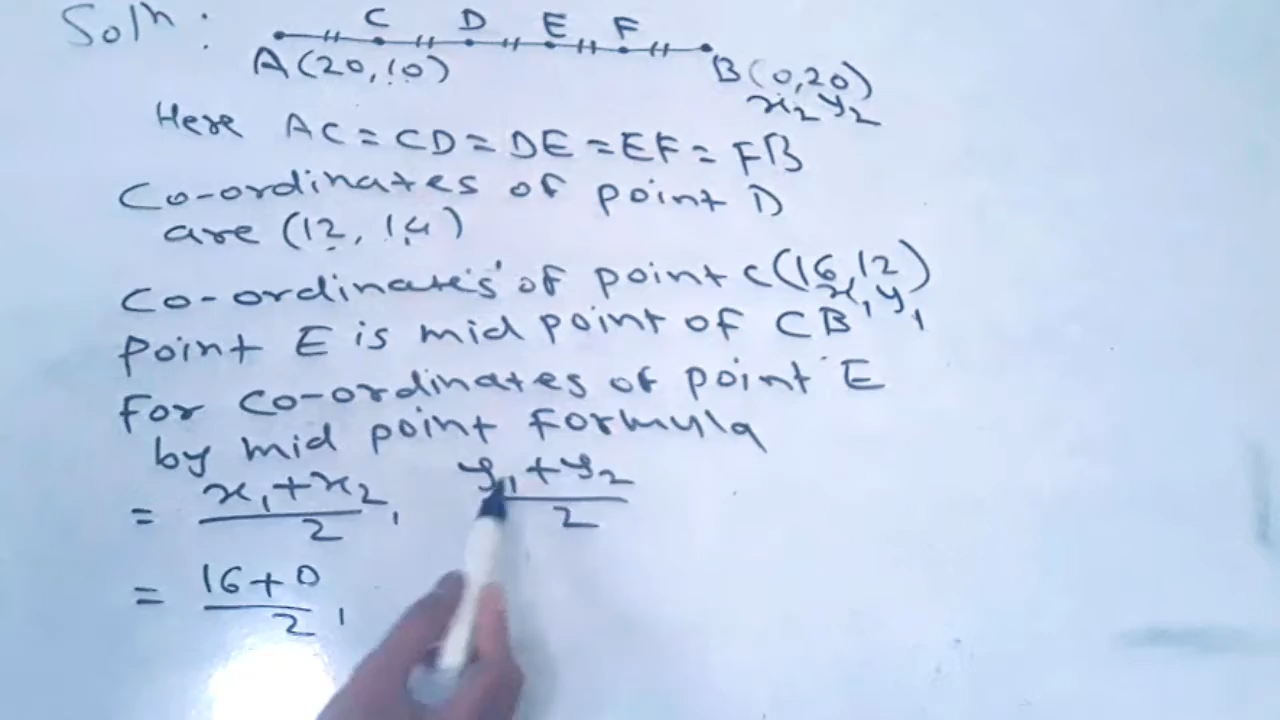 Soln:
C D E F
A(20,10) B(0,20)
x₂ y₂
Here AC=CD=DE=EF=FB
Co-ordinates of point D
are (12,14)
Co-ordinates of point C(16,12)
x₁ y₁
Point E is mid point of CB
For Co-ordinates of point E
by mid point formula
= x₁+x₂/2, y₁+y₂/2
= 16+0/2,